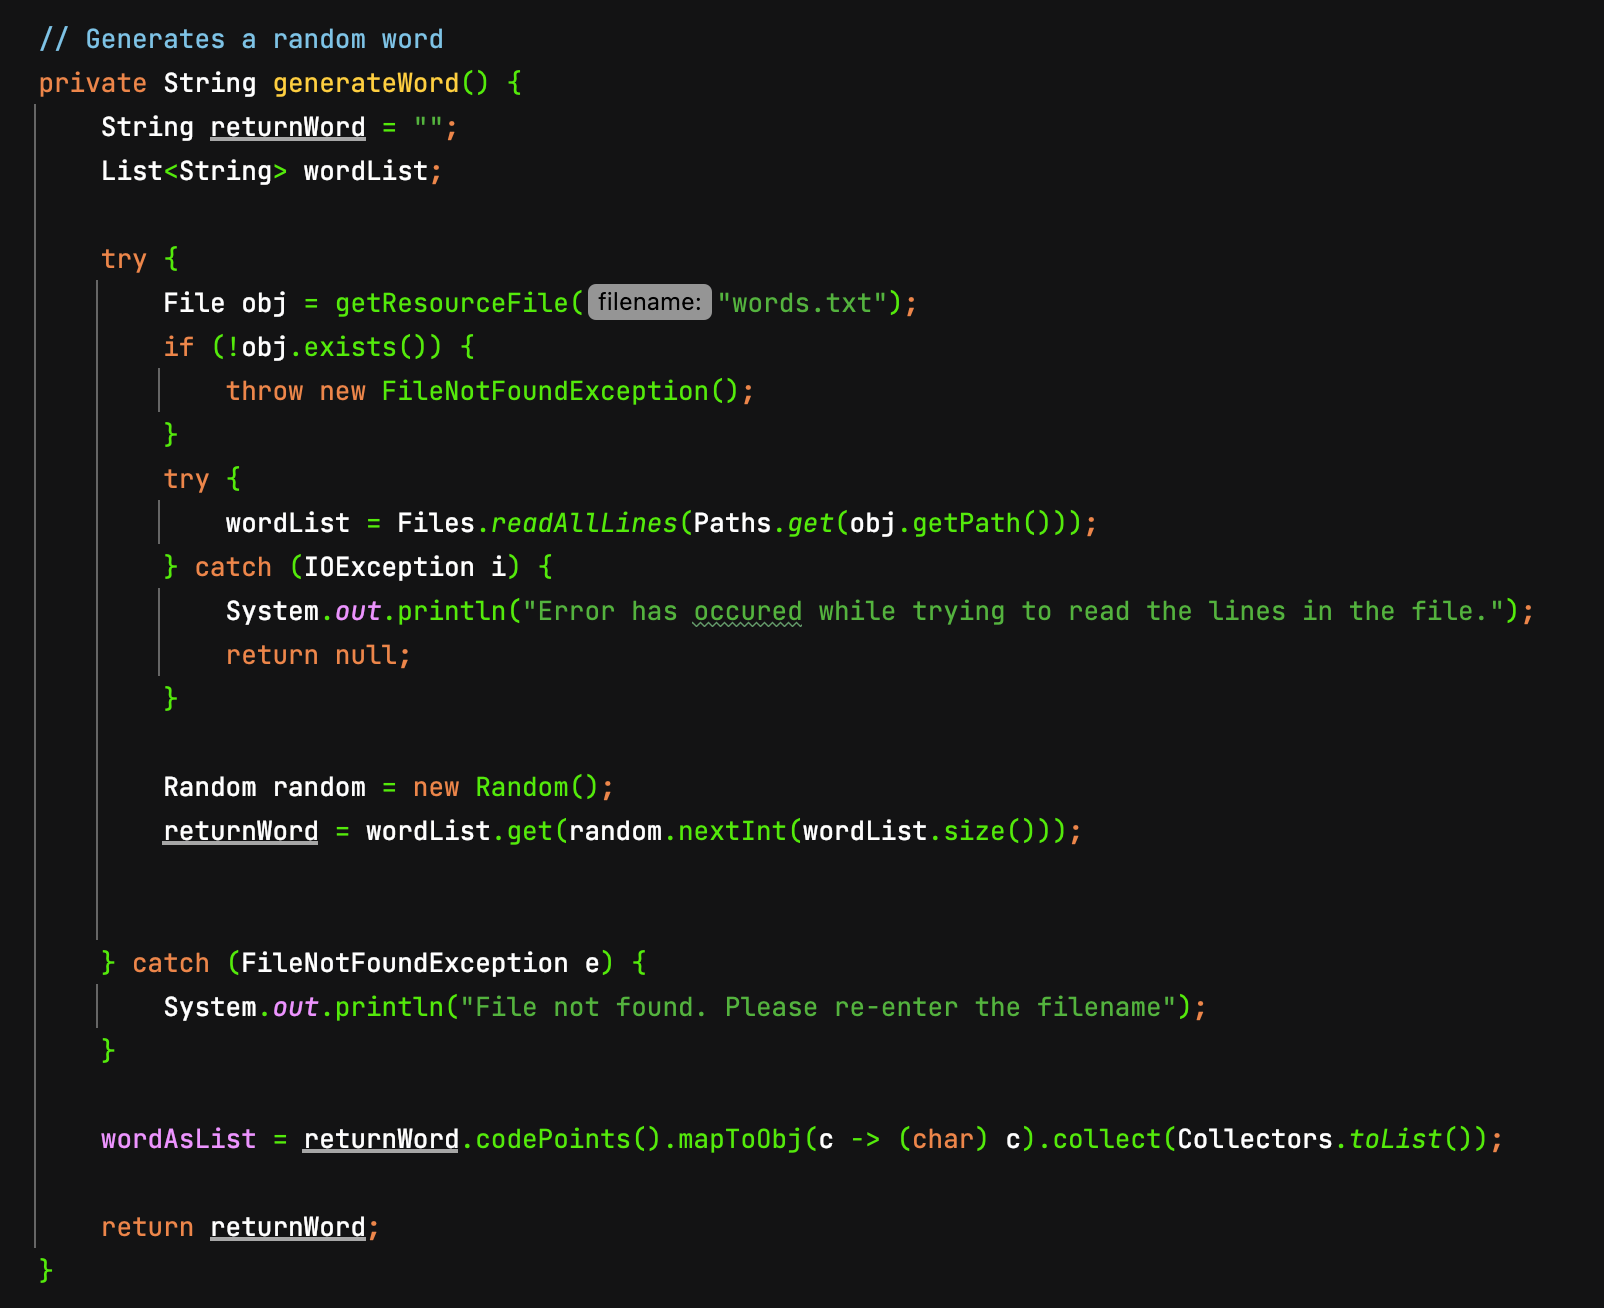 // Generates a random word
private String generateWord() {
    String returnWord = "";
    List<String> wordList;

    try {
        File obj = getResourceFile( filename: "words.txt");
        if (!obj.exists()) {
            throw new FileNotFoundException();
        }
        try {
            wordList = Files.readAllLines(Paths.get(obj.getPath()));
        } catch (IOException i) {
            System.out.println("Error has occured while trying to read the lines in the file.");
            return null;
        }

        Random random = new Random();
        returnWord = wordList.get(random.nextInt(wordList.size()));


    } catch (FileNotFoundException e) {
        System.out.println("File not found. Please re-enter the filename");
    }

    wordAsList = returnWord.codePoints().mapToObj(c -> (char) c).collect(Collectors.toList());

    return returnWord;
}